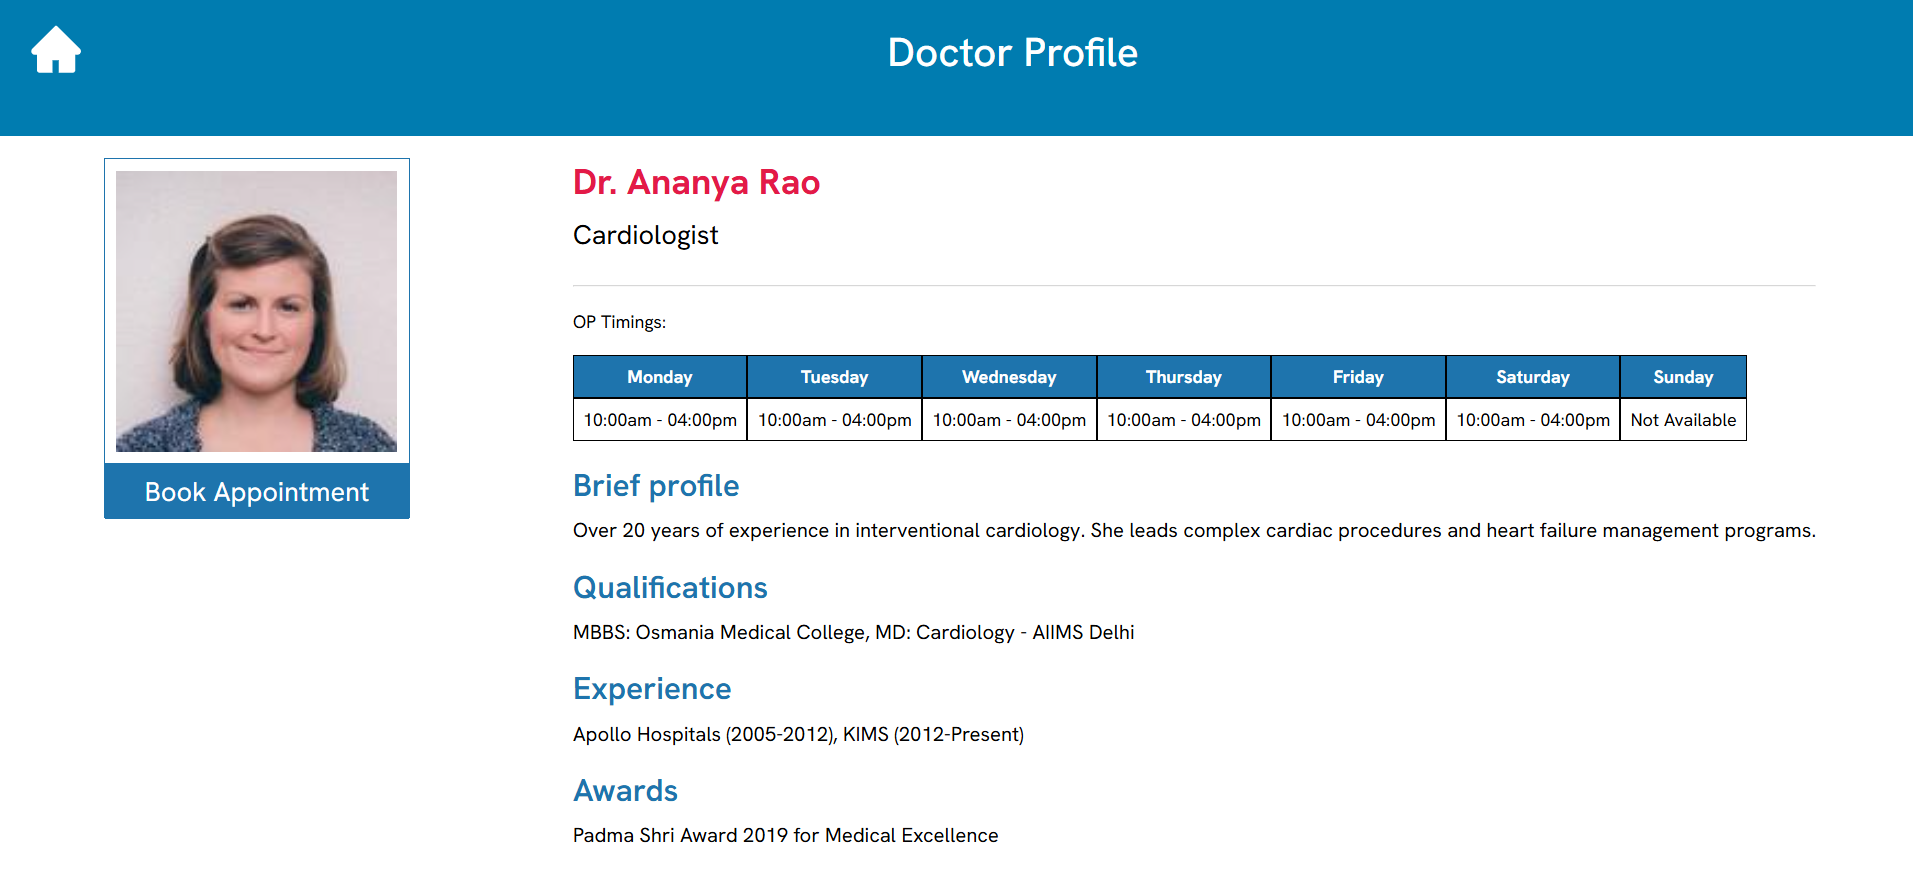 Doctor Profile
Dr. Ananya Rao
Cardiologist
OP Timings:
Monday Tuesday Wednesday Thursday Friday Saturday Sunday
10:00am - 04:00pm 10:00am - 04:00pm 10:00am - 04:00pm 10:00am - 04:00pm 10:00am - 04:00pm 10:00am - 04:00pm Not Available
Book Appointment
Brief profile
Over 20 years of experience in interventional cardiology. She leads complex cardiac procedures and heart failure management programs.
Qualifications
MBBS: Osmania Medical College, MD: Cardiology - AIIMS Delhi
Experience
Apollo Hospitals (2005-2012), KIMS (2012-Present)
Awards
Padma Shri Award 2019 for Medical Excellence